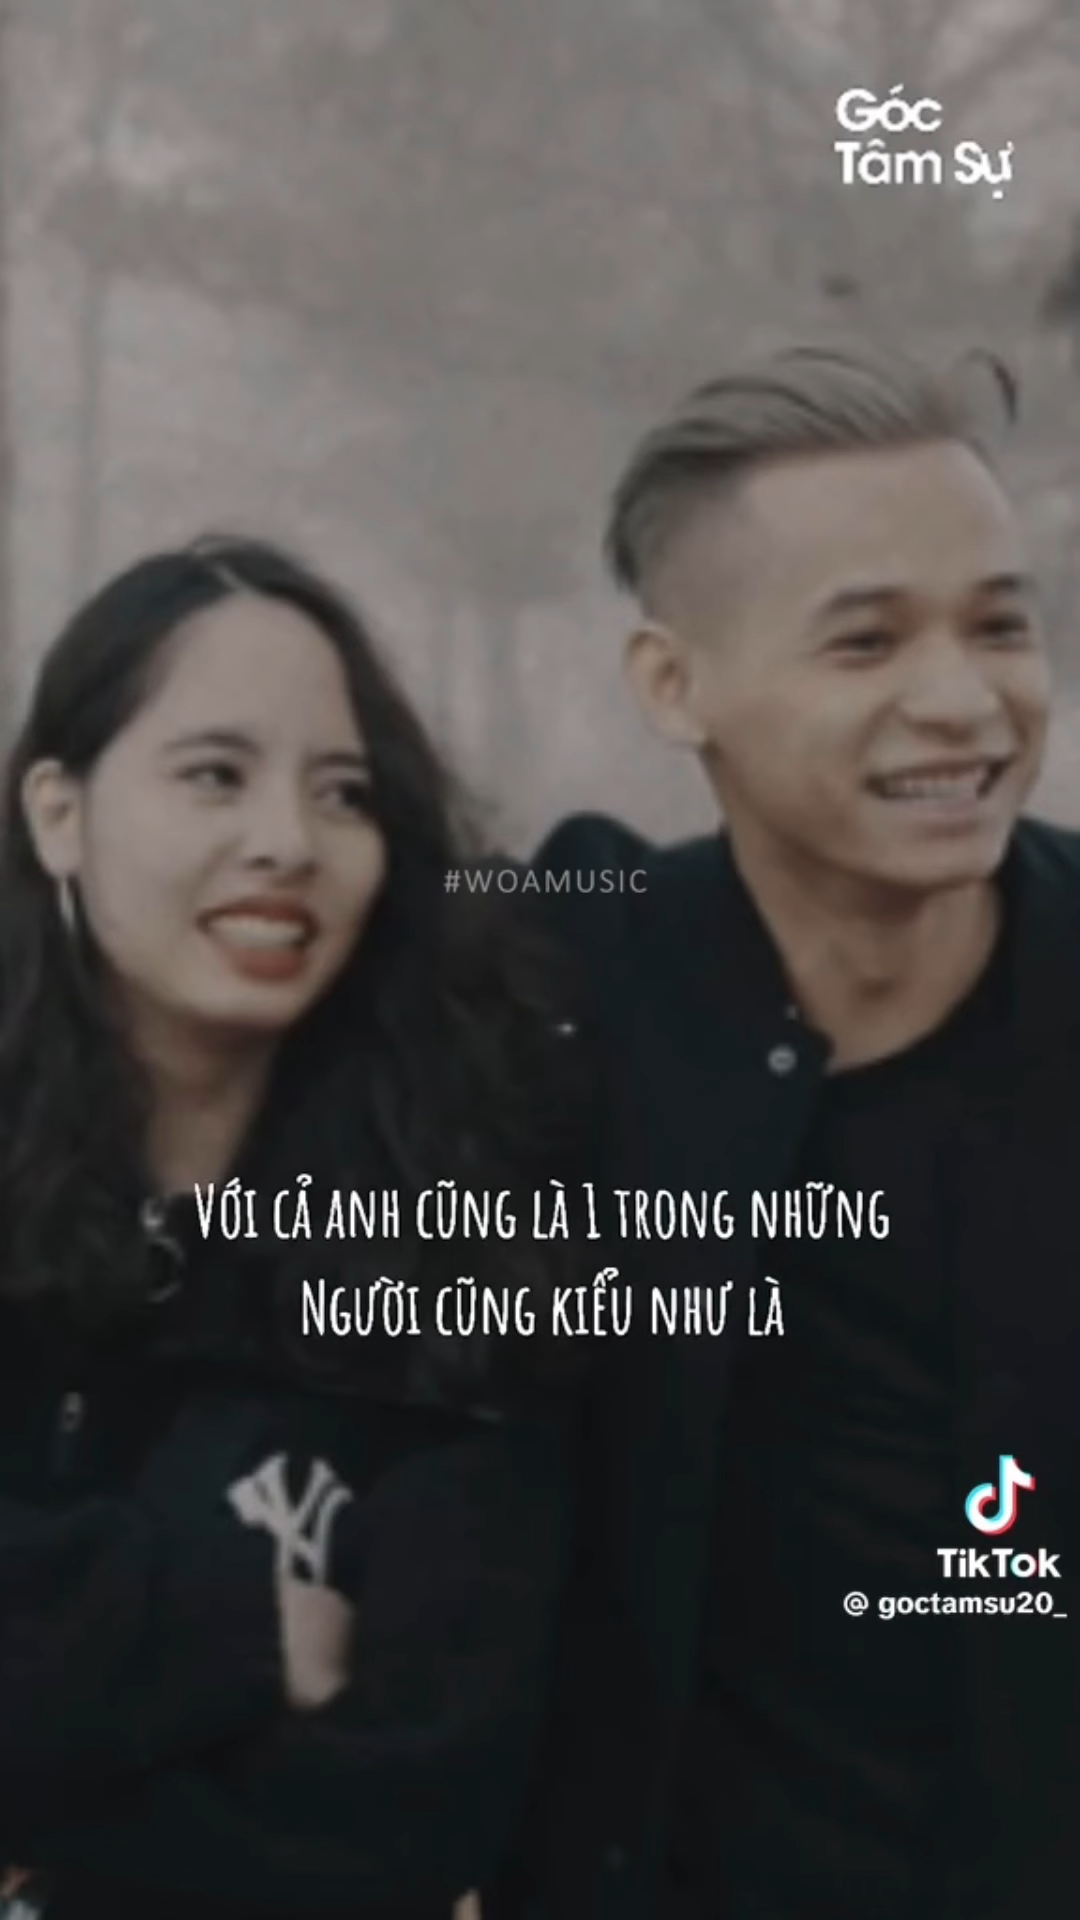 Góc
Tâm Sự
#WOAMUSIC
VỚI CẢ ANH CŨNG LÀ 1 TRONG NHỮNG
NGƯỜI CŨNG KIỂU NHƯ LÀ
NY
TikTok
@ goctamsu20_